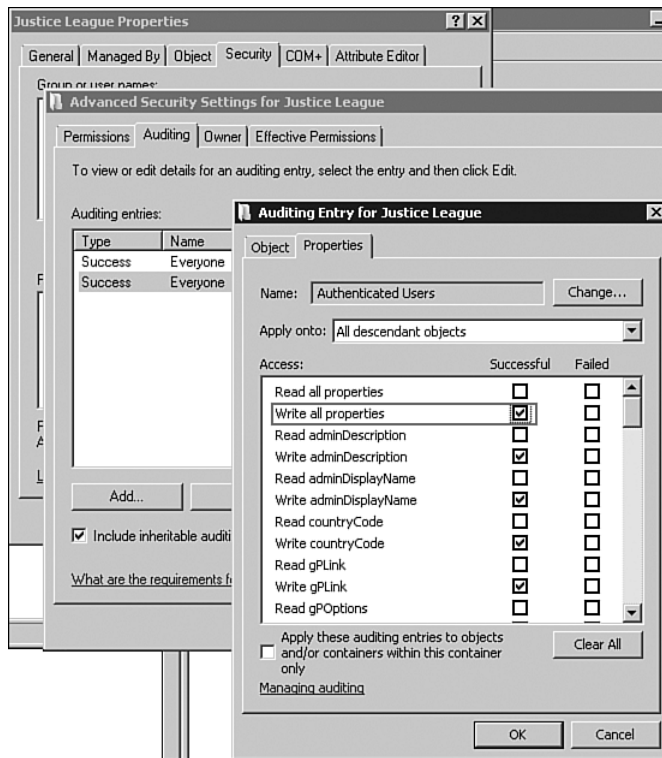 Justice League Properties
General Managed By Object Security COM+ Attribute Editor
Group or user names:
Advanced Security Settings for Justice League
Permissions Auditing Owner Effective Permissions
To view or edit details for an auditing entry, select the entry and then click Edit.
Auditing entries:
Type Name
Success Everyone
Success Everyone
Add...
Include inheritable auditi
What are the requirements f
Auditing Entry for Justice League
Object Properties
Name: Authenticated Users Change...
Apply onto: All descendant objects
Access: Successful Failed
Read all properties
Write all properties
Read adminDescription
Write adminDescription
Read adminDisplayName
Write adminDisplayName
Read countryCode
Write countryCode
Read gPLink
Write gPLink
Read gPOptions
Apply these auditing entries to objects
and/or containers within this container
only
Clear All
Managing auditing
OK Cancel